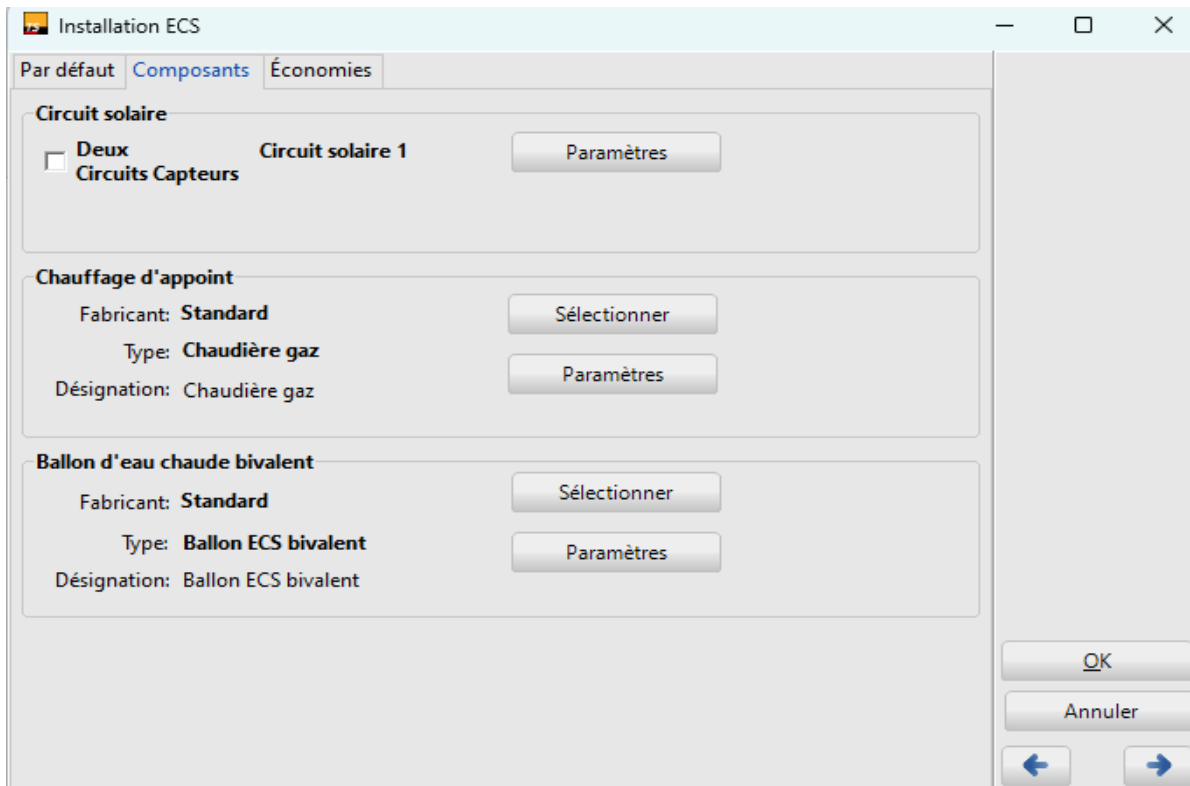 TS Installation ECS
Par défaut Composants Économies
Circuit solaire
Deux
Circuits Capteurs
Circuit solaire 1
Paramètres
Chauffage d'appoint
Fabricant: Standard
Sélectionner
Type: Chaudière gaz
Paramètres
Désignation: Chaudière gaz
Ballon d'eau chaude bivalent
Fabricant: Standard
Sélectionner
Type: Ballon ECS bivalent
Paramètres
Désignation: Ballon ECS bivalent
OK
Annuler